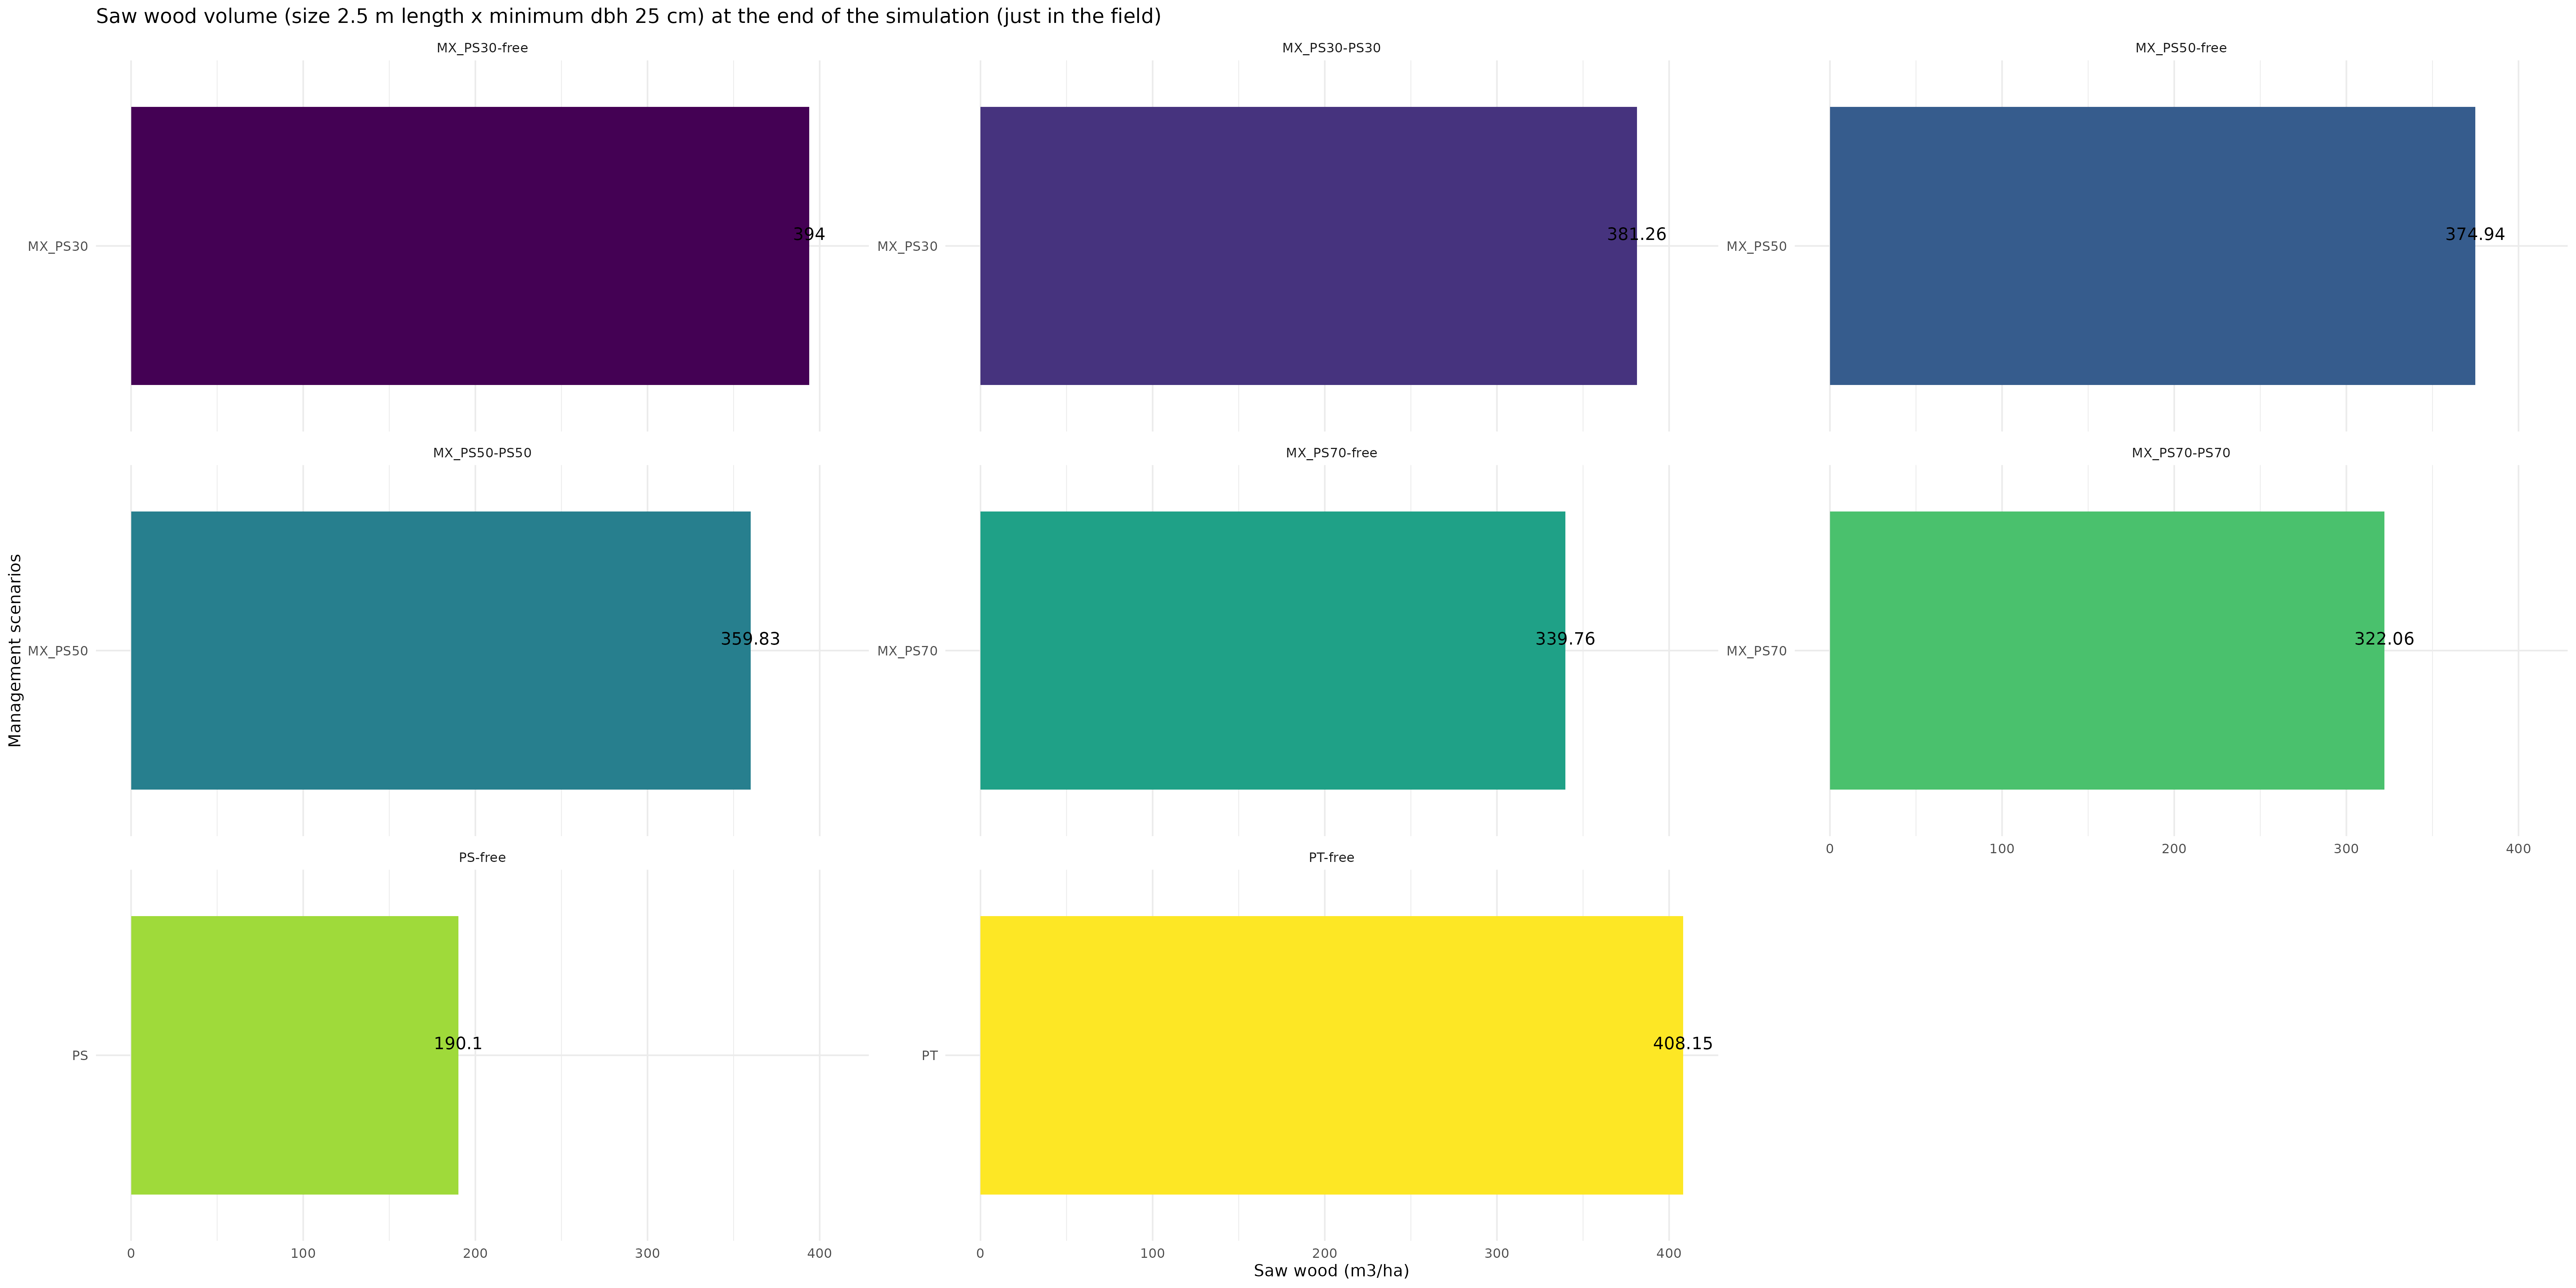 Saw wood volume (size 2.5 m length x minimum dbh 25 cm) at the end of the simulation (just in the field)
MX_PS30-free
MX_PS30-PS30
MX_PS50-free
MX_PS30
394
MX_PS30
381.26
MX_PS50
374.94
MX_PS50-PS50
MX_PS70-free
MX_PS70-PS70
Management scenarios
MX_PS50
359.83
MX_PS70
339.76
MX_PS70
322.06
0 100 200 300 400
PS-free
PT-free
PS
190.1
PT
408.15
0 100 200 300 400
0 100 200 300 400
Saw wood (m3/ha)